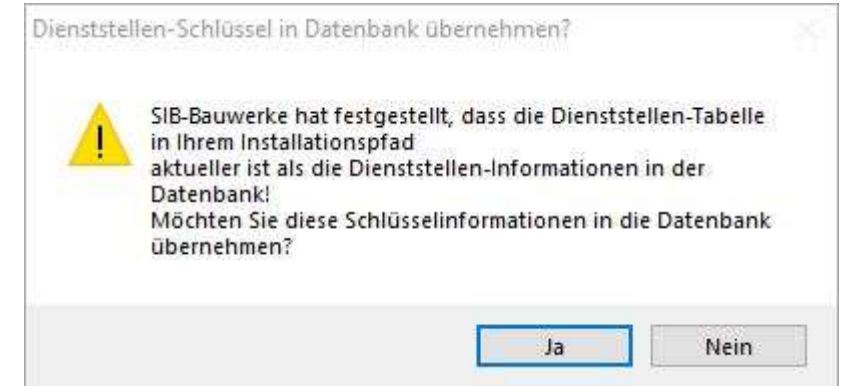 Dienststellen-Schlüssel in Datenbank übernehmen?
SIB-Bauwerke hat festgestellt, dass die Dienststellen-Tabelle
in Ihrem Installationspfad
aktueller ist als die Dienststellen-Informationen in der
Datenbank!
Möchten Sie diese Schlüsselinformationen in die Datenbank
übernehmen?
Ja
Nein